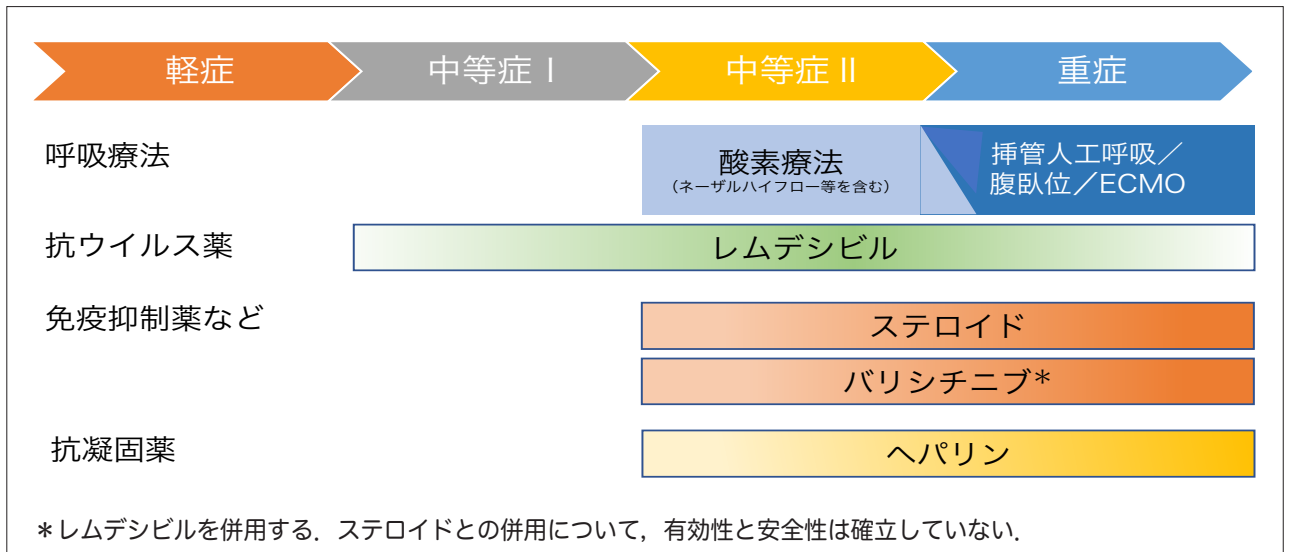 軽症
中等症Ⅰ
中等症Ⅱ
重症
呼吸療法
酸素療法
(ネーザルハイフロー等を含む)
挿管人工呼吸/
腹臥位/ECMO
抗ウイルス薬
レムデシビル
免疫抑制薬など
ステロイド
バリシチニブ*
抗凝固薬
ヘパリン
*レムデシビルを併用する.ステロイドとの併用について,有効性と安全性は確立していない.